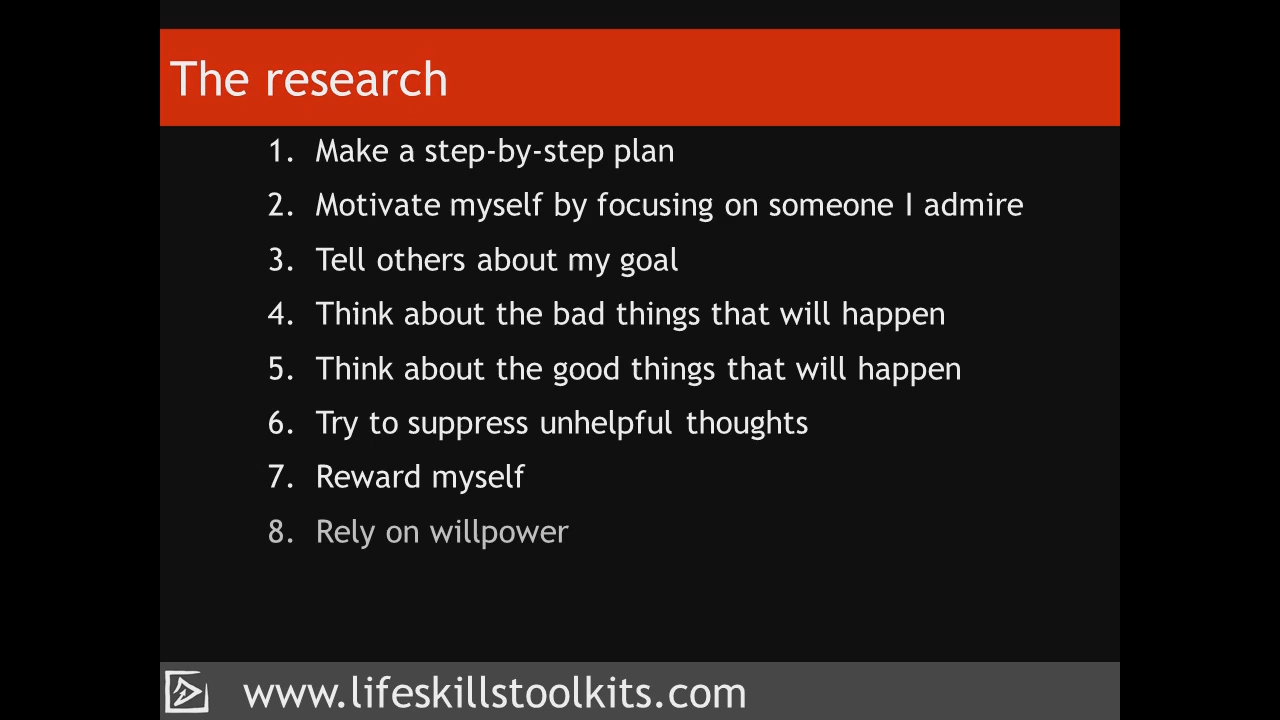 The research
1. Make a step-by-step plan
2. Motivate myself by focusing on someone I admire
3. Tell others about my goal
4. Think about the bad things that will happen
5. Think about the good things that will happen
6. Try to suppress unhelpful thoughts
7. Reward myself
8. Rely on willpower
www.lifeskillstoolkits.com